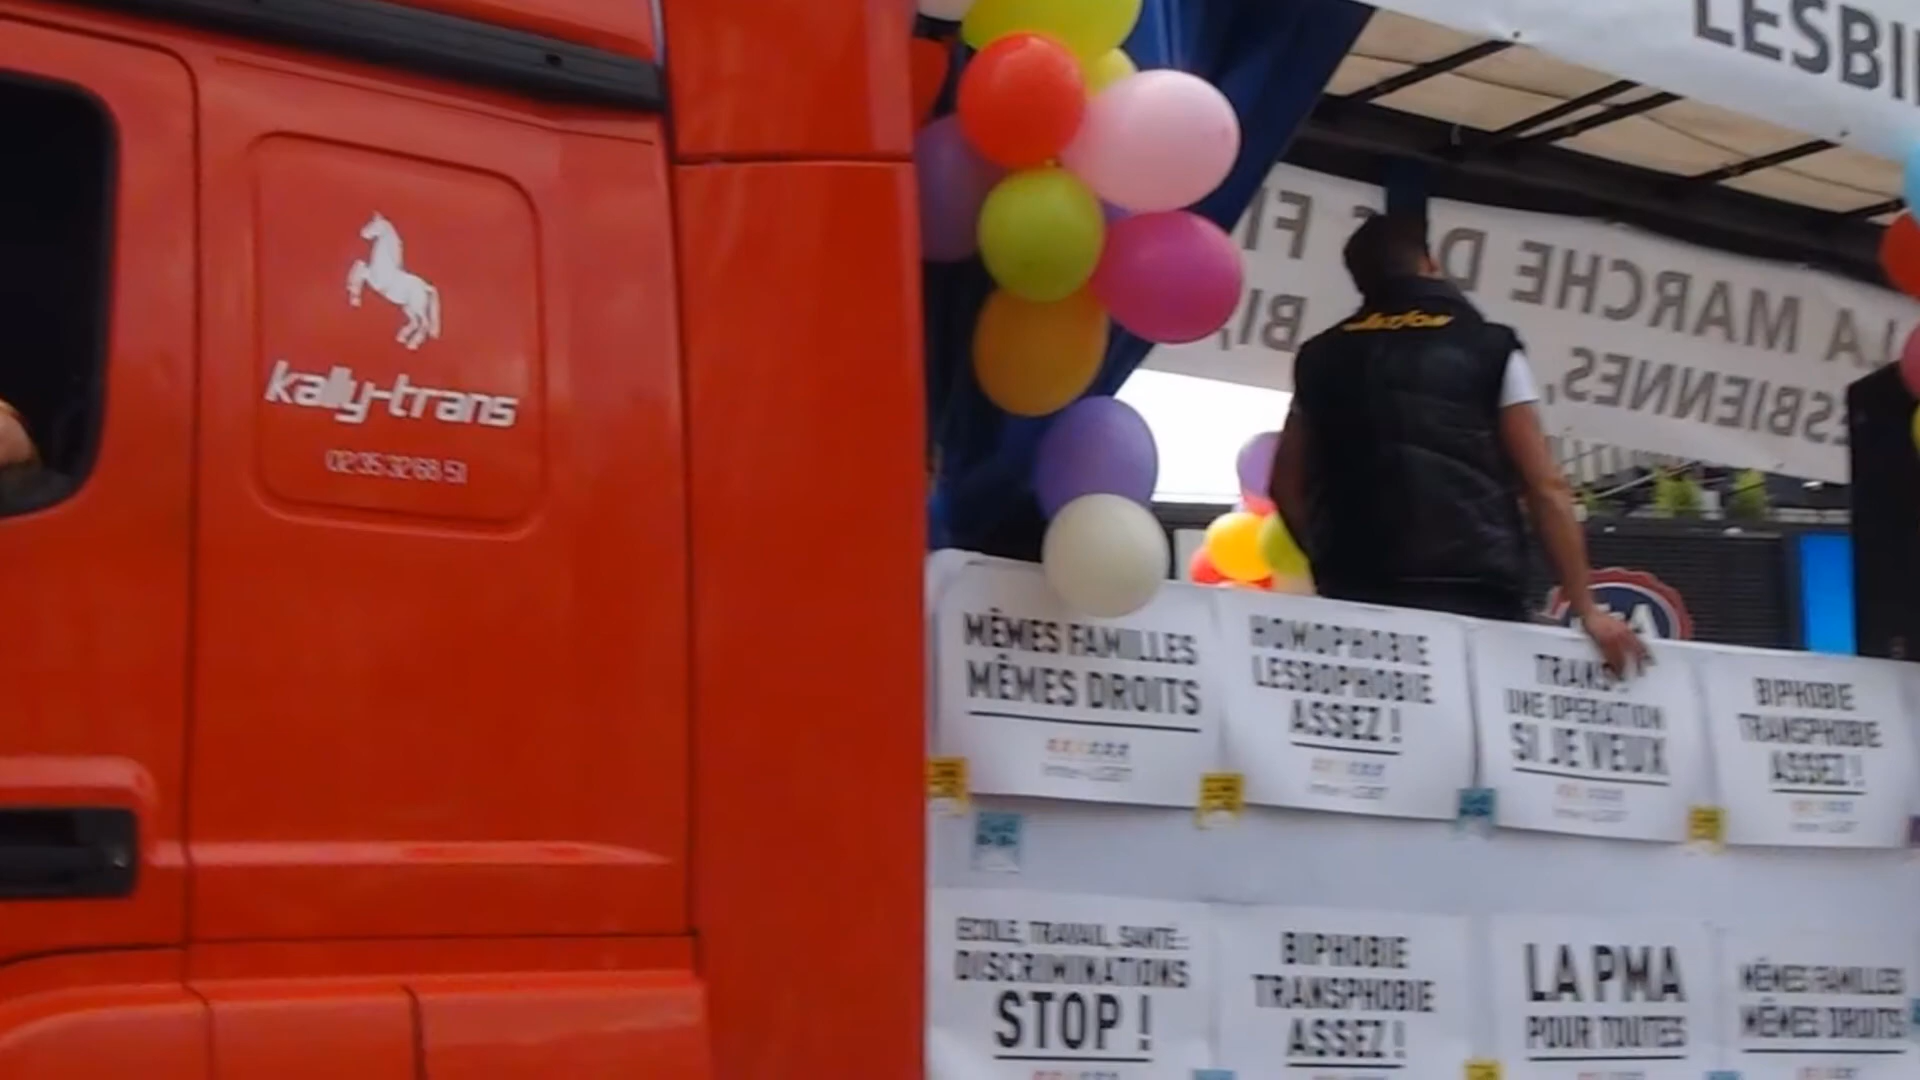 LESBI
kally-trans
02 35 32 68 51
LA MARCHE D
LESBIENNES, BI,
MÊMES FAMILLES
MÊMES DROITS
HOMOPHOBIE
LESBOPHOBIE
ASSEZ !
TRANS
UNE OPÉRATION
SI JE VEUX
BIPHOBIE
TRANSPHOBIE
ASSEZ !
ECOLE, TRAVAIL, SANTÉ :
DISCRIMINATIONS
STOP !
BIPHOBIE
TRANSPHOBIE
ASSEZ !
LA PMA
POUR TOUTES
MÊMES FAMILLES
MÊMES DROITS